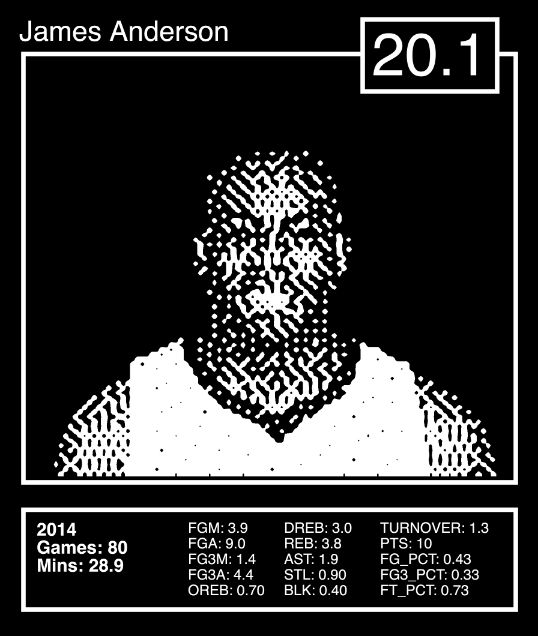 James Anderson
20.1
2014
Games: 80
Mins: 28.9
FGM: 3.9
FGA: 9.0
FG3M: 1.4
FG3A: 4.4
OREB: 0.70
DREB: 3.0
REB: 3.8
AST: 1.9
STL: 0.90
BLK: 0.40
TURNOVER: 1.3
PTS: 10
FG_PCT: 0.43
FG3_PCT: 0.33
FT_PCT: 0.73